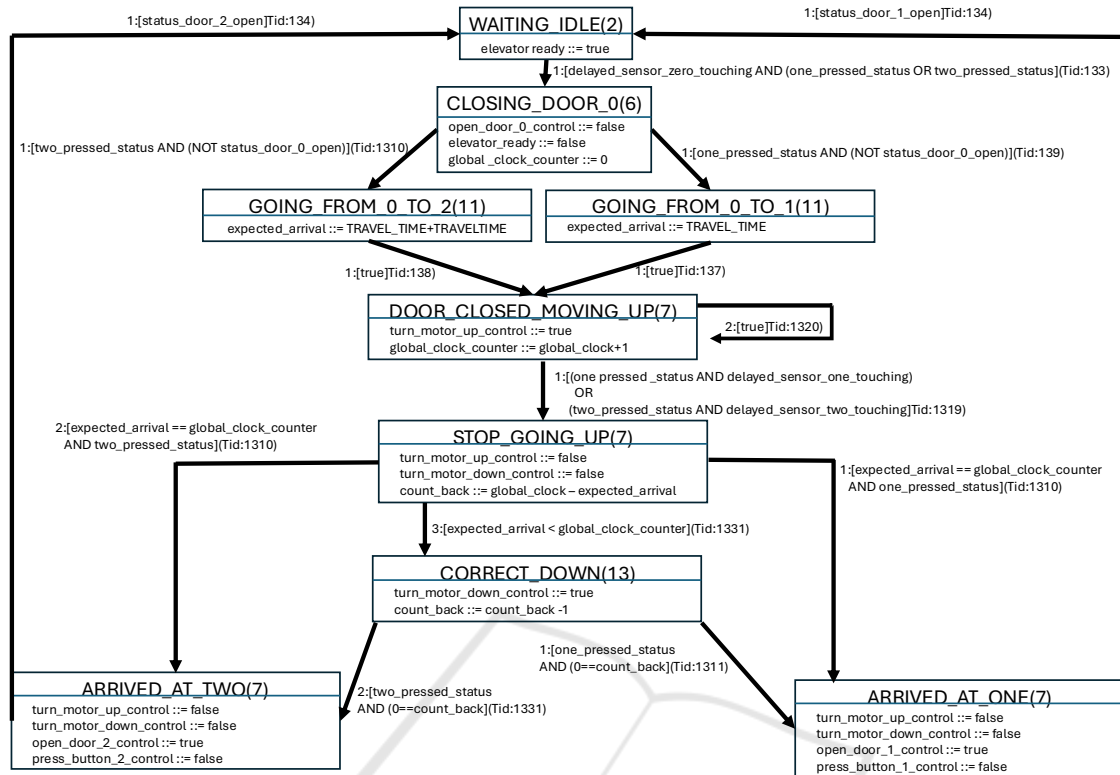 1:[status_door_2_open]Tid:134)
1:[status_door_1_open]Tid:134)
WAITING_IDLE(2)
elevator ready ::= true
1:[delayed_sensor_zero_touching AND (one_pressed_status OR two_pressed_status](Tid:133)
CLOSING_DOOR_0(6)
open_door_0_control ::= false
elevator_ready ::= false
global _clock_counter ::= 0
1:[two_pressed_status AND (NOT status_door_0_open)](Tid:1310)
1:[one_pressed_status AND (NOT status_door_0_open)](Tid:139)
GOING_FROM_0_TO_2(11)
expected_arrival ::= TRAVEL_TIME+TRAVELTIME
GOING_FROM_0_TO_1(11)
expected_arrival ::= TRAVEL_TIME
1:[true]Tid:138)
1:[true]Tid:137)
DOOR_CLOSED_MOVING_UP(7)
turn_motor_up_control ::= true
global_clock_counter ::= global_clock+1
2:[true]Tid:1320)
1:[(one pressed _status AND delayed_sensor_one_touching)
OR
(two_pressed_status AND delayed_sensor_two_touching]Tid:1319)
2:[expected_arrival == global_clock_counter
AND two_pressed_status](Tid:1310)
STOP_GOING_UP(7)
turn_motor_up_control ::= false
turn_motor_down_control ::= false
count_back ::= global_clock – expected_arrival
1:[expected_arrival == global_clock_counter
AND one_pressed_status](Tid:1310)
3:[expected_arrival < global_clock_counter](Tid:1331)
CORRECT_DOWN(13)
turn_motor_down_control ::= true
count_back ::= count_back -1
1:[one_pressed_status
AND (0==count_back](Tid:1311)
2:[two_pressed_status
AND (0==count_back](Tid:1331)
ARRIVED_AT_TWO(7)
turn_motor_up_control ::= false
turn_motor_down_control ::= false
open_door_2_control ::= true
press_button_2_control ::= false
ARRIVED_AT_ONE(7)
turn_motor_up_control ::= false
turn_motor_down_control ::= false
open_door_1_control ::= true
press_button_1_control ::= false